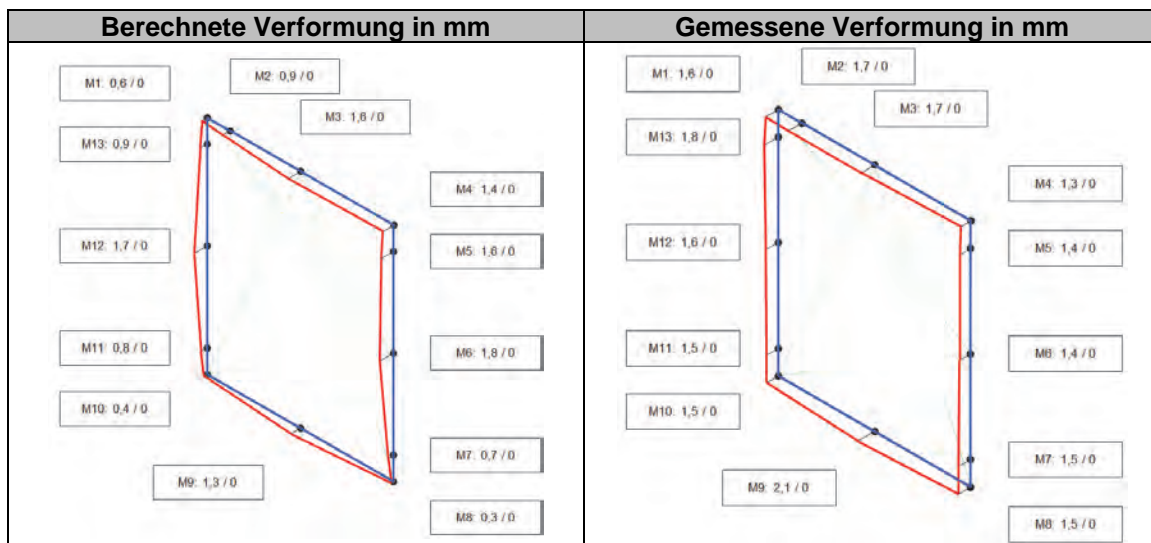 Berechnete Verformung in mm
M1: 0,6 / 0
M2: 0,9 / 0
M3: 1,6 / 0
M13: 0,9 / 0
M4: 1,4 / 0
M12: 1,7 / 0
M5: 1,6 / 0
M11: 0,8 / 0
M6: 1,8 / 0
M10: 0,4 / 0
M7: 0,7 / 0
M9: 1,3 / 0
M8: 0,3 / 0
Gemessene Verformung in mm
M1: 1,6 / 0
M2: 1,7 / 0
M3: 1,7 / 0
M13: 1,8 / 0
M4: 1,3 / 0
M12: 1,6 / 0
M5: 1,4 / 0
M11: 1,5 / 0
M6: 1,4 / 0
M10: 1,5 / 0
M7: 1,5 / 0
M9: 2,1 / 0
M8: 1,5 / 0